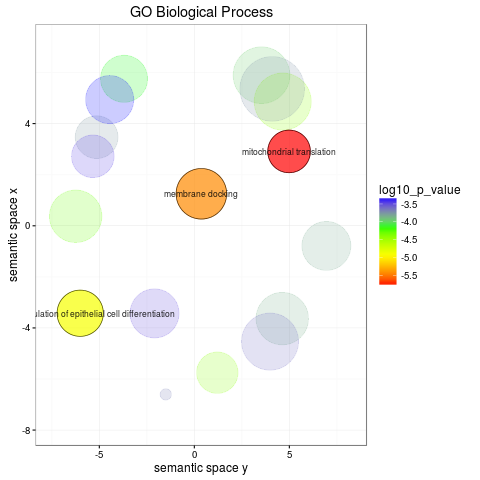 GO Biological Process
mitochondrial translation
membrane docking
ulation of epithelial cell differentiation
4
0
-4
-8
-5
0
5
semantic space y
semantic space x
log10_p_value
-3.5
-4.0
-4.5
-5.0
-5.5